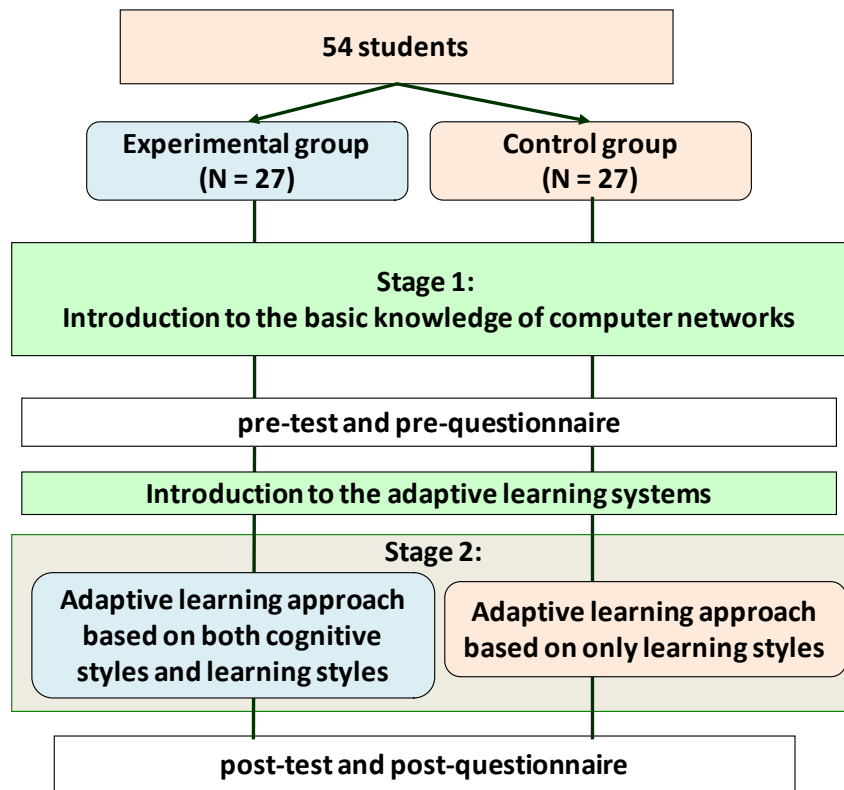 54 students
Experimental group
(N = 27)
Control group
(N = 27)
Stage 1:
Introduction to the basic knowledge of computer networks
pre-test and pre-questionnaire
Introduction to the adaptive learning systems
Stage 2:
Adaptive learning approach
based on both cognitive
styles and learning styles
Adaptive learning approach
based on only learning styles
post-test and post-questionnaire